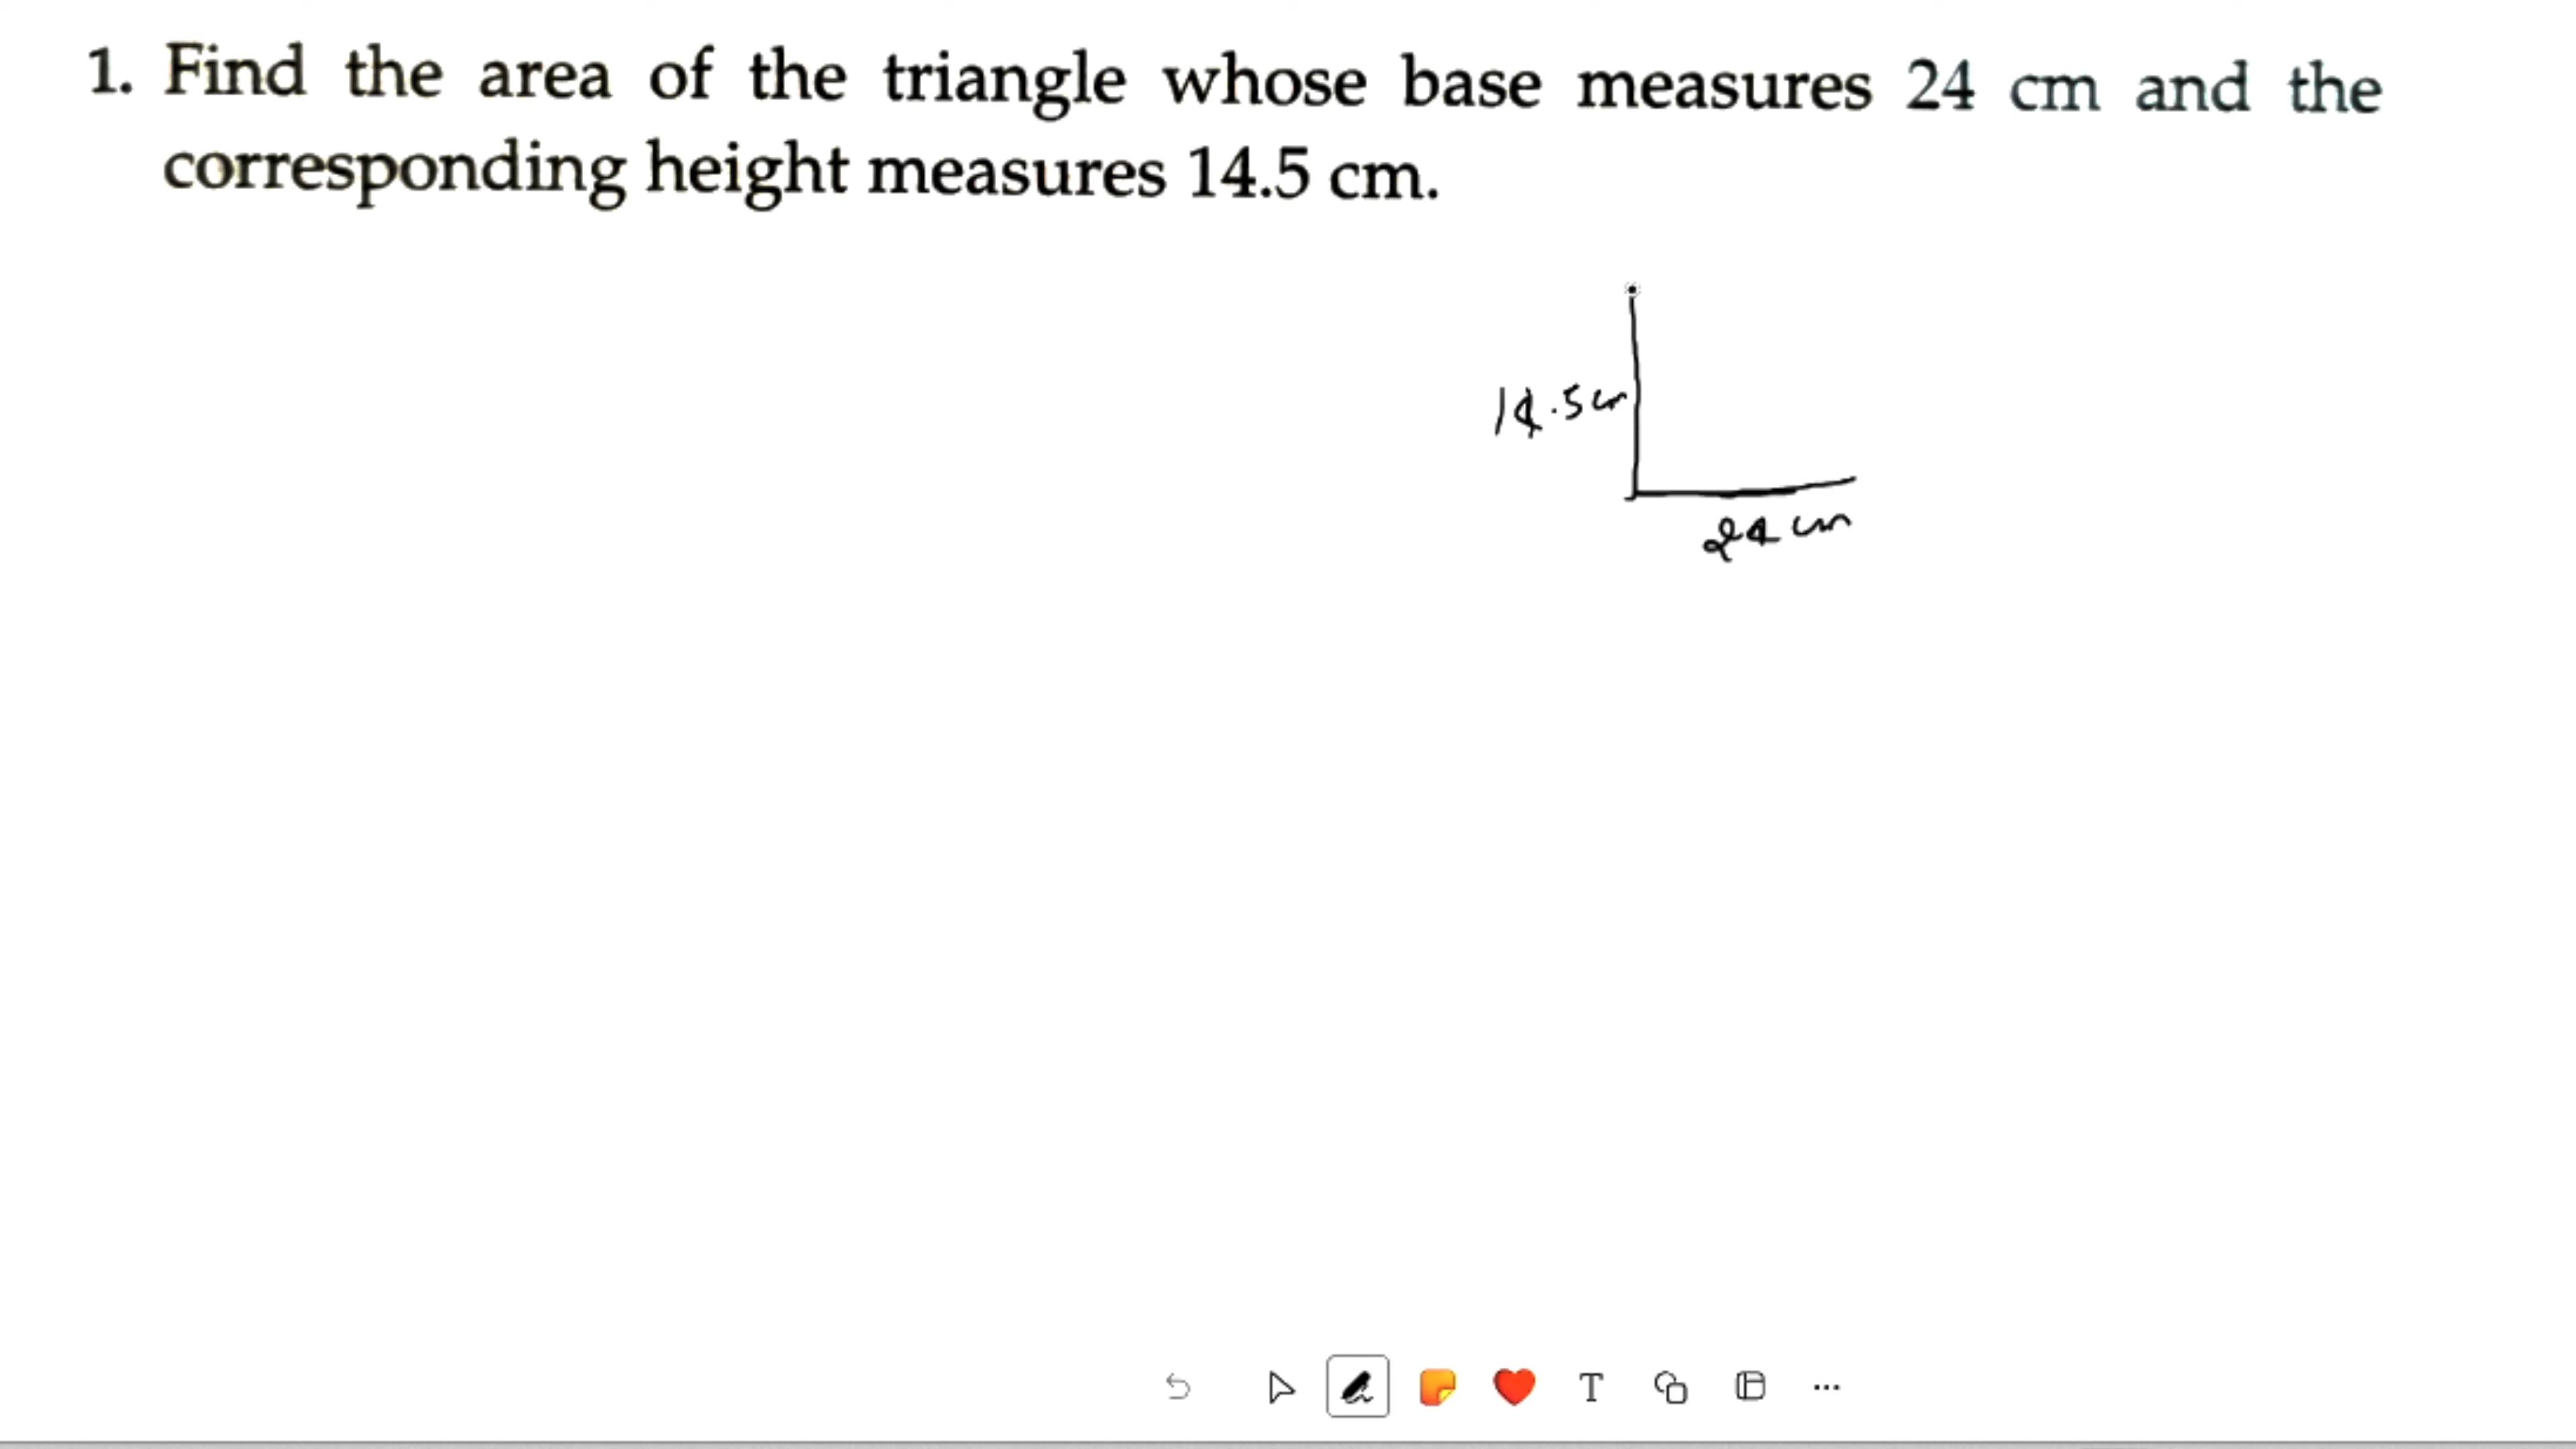 1. Find the area of the triangle whose base measures 24 cm and the
corresponding height measures 14.5 cm.
14.5 cm
24 cm
T